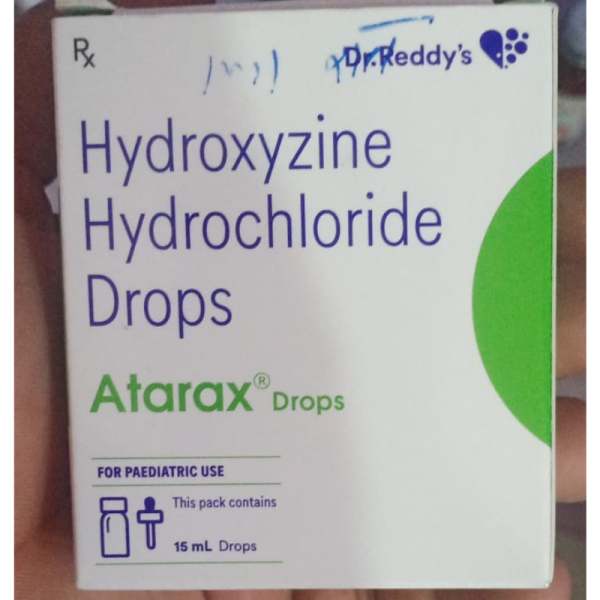 Rx
Dr.Reddy's
Hydroxyzine
Hydrochloride
Drops
Atarax® Drops
FOR PAEDIATRIC USE
This pack contains
15 mL Drops